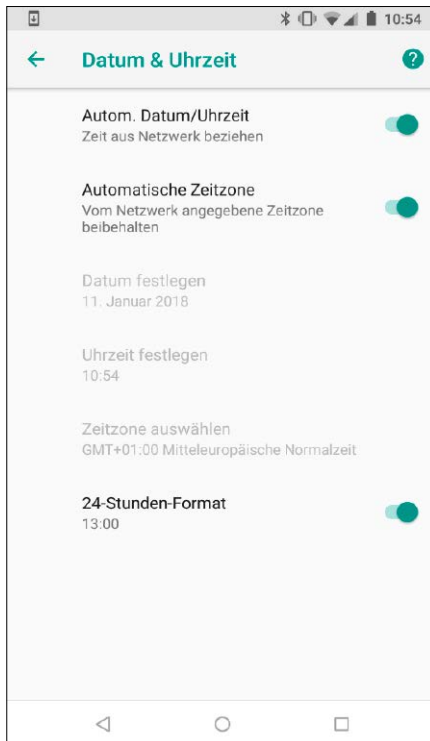 10:54
Datum & Uhrzeit
?
Autom. Datum/Uhrzeit
Zeit aus Netzwerk beziehen
Automatische Zeitzone
Vom Netzwerk angegebene Zeitzone
beibehalten
Datum festlegen
11. Januar 2018
Uhrzeit festlegen
10:54
Zeitzone auswählen
GMT+01:00 Mitteleuropäische Normalzeit
24-Stunden-Format
13:00